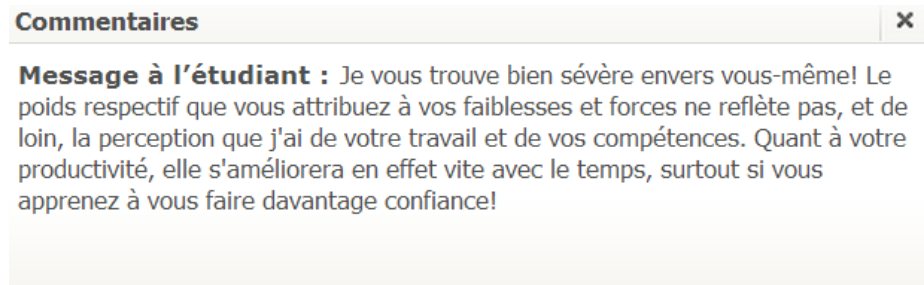 Commentaires
Message à l’étudiant : Je vous trouve bien sévère envers vous-même! Le
poids respectif que vous attribuez à vos faiblesses et forces ne reflète pas, et de
loin, la perception que j'ai de votre travail et de vos compétences. Quant à votre
productivité, elle s'améliorera en effet vite avec le temps, surtout si vous
apprenez à vous faire davantage confiance!